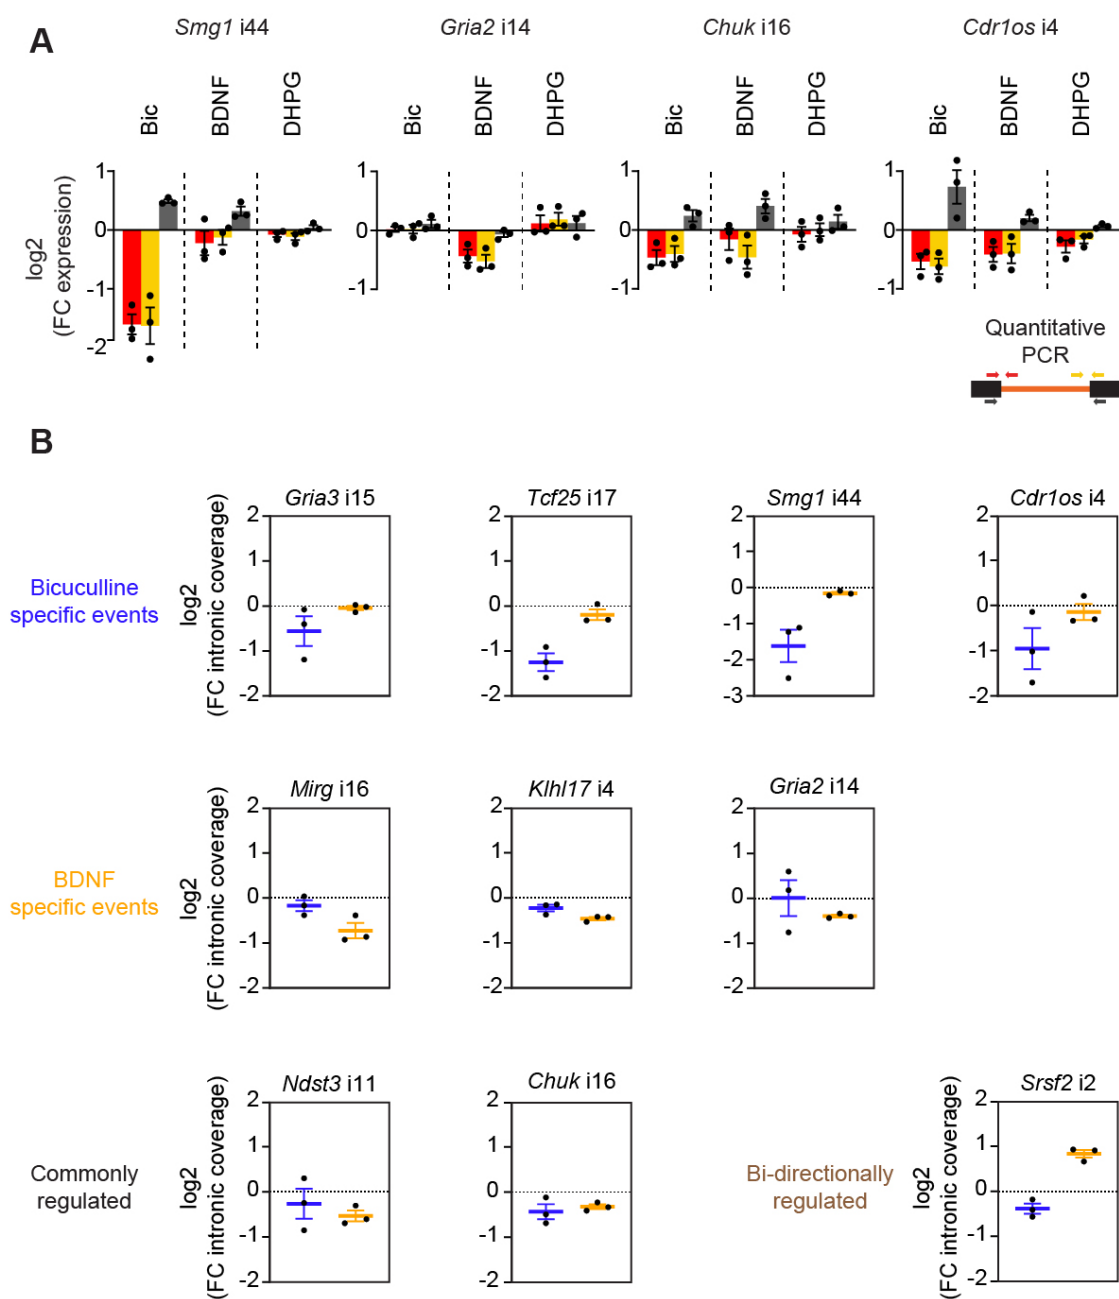 A
Smg1 i44
Gria2 i14
Chuk i16
Cdr1os i4
Bic
BDNF
DHPG
Bic
BDNF
DHPG
Bic
BDNF
DHPG
Bic
BDNF
DHPG
log2
(FC expression)
1
0
-1
-2
1
0
-1
1
0
-1
1
0
-1
Quantitative
PCR
B
Bicuculline
specific events
log2
(FC intronic coverage)
Gria3 i15
2
1
0
-1
-2
Tcf25 i17
2
1
0
-1
-2
Smg1 i44
2
1
0
-1
-2
-3
Cdr1os i4
2
1
0
-1
-2
BDNF
specific events
log2
(FC intronic coverage)
Mirg i16
2
1
0
-1
-2
Klhl17 i4
2
1
0
-1
-2
Gria2 i14
2
1
0
-1
-2
Commonly
regulated
log2
(FC intronic coverage)
Ndst3 i11
2
1
0
-1
-2
Chuk i16
2
1
0
-1
-2
Bi-directionally
regulated
log2
(FC intronic coverage)
Srsf2 i2
2
1
0
-1
-2